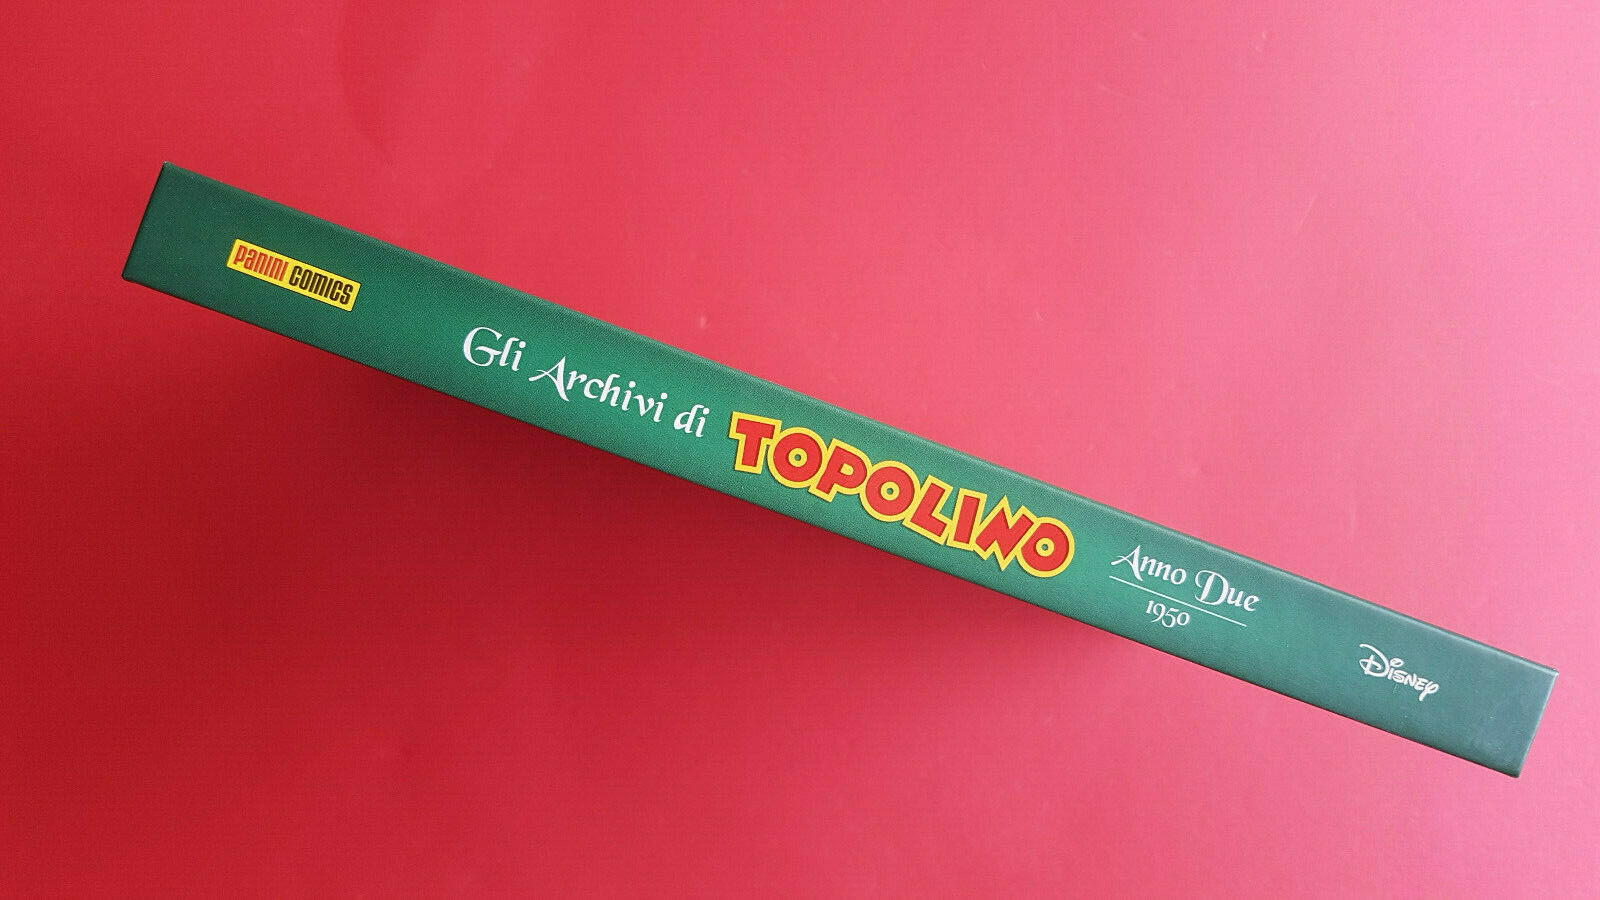 PANINI COMICS
Gli Archivi di TOPOLINO
Anno Due
1950
Disney